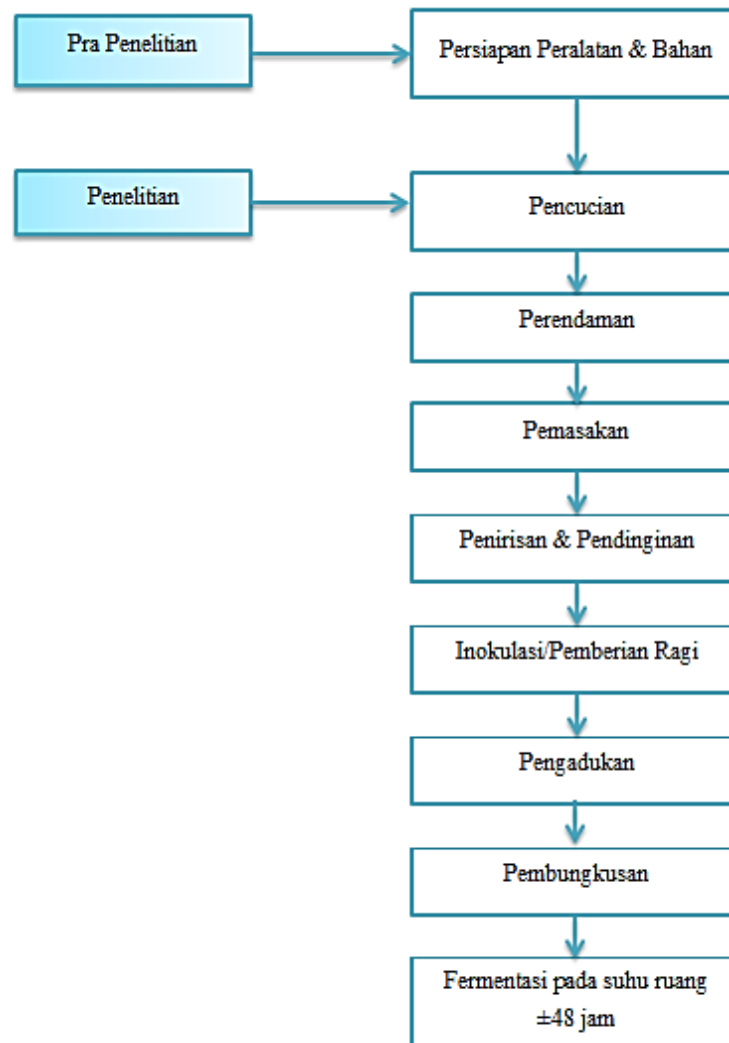 Pra Penelitian
Persiapan Peralatan & Bahan
Penelitian
Pencucian
Perendaman
Pemasakan
Penirisan & Pendinginan
Inokulasi/Pemberian Ragi
Pengadukan
Pembungkusan
Fermentasi pada suhu ruang
±48 jam